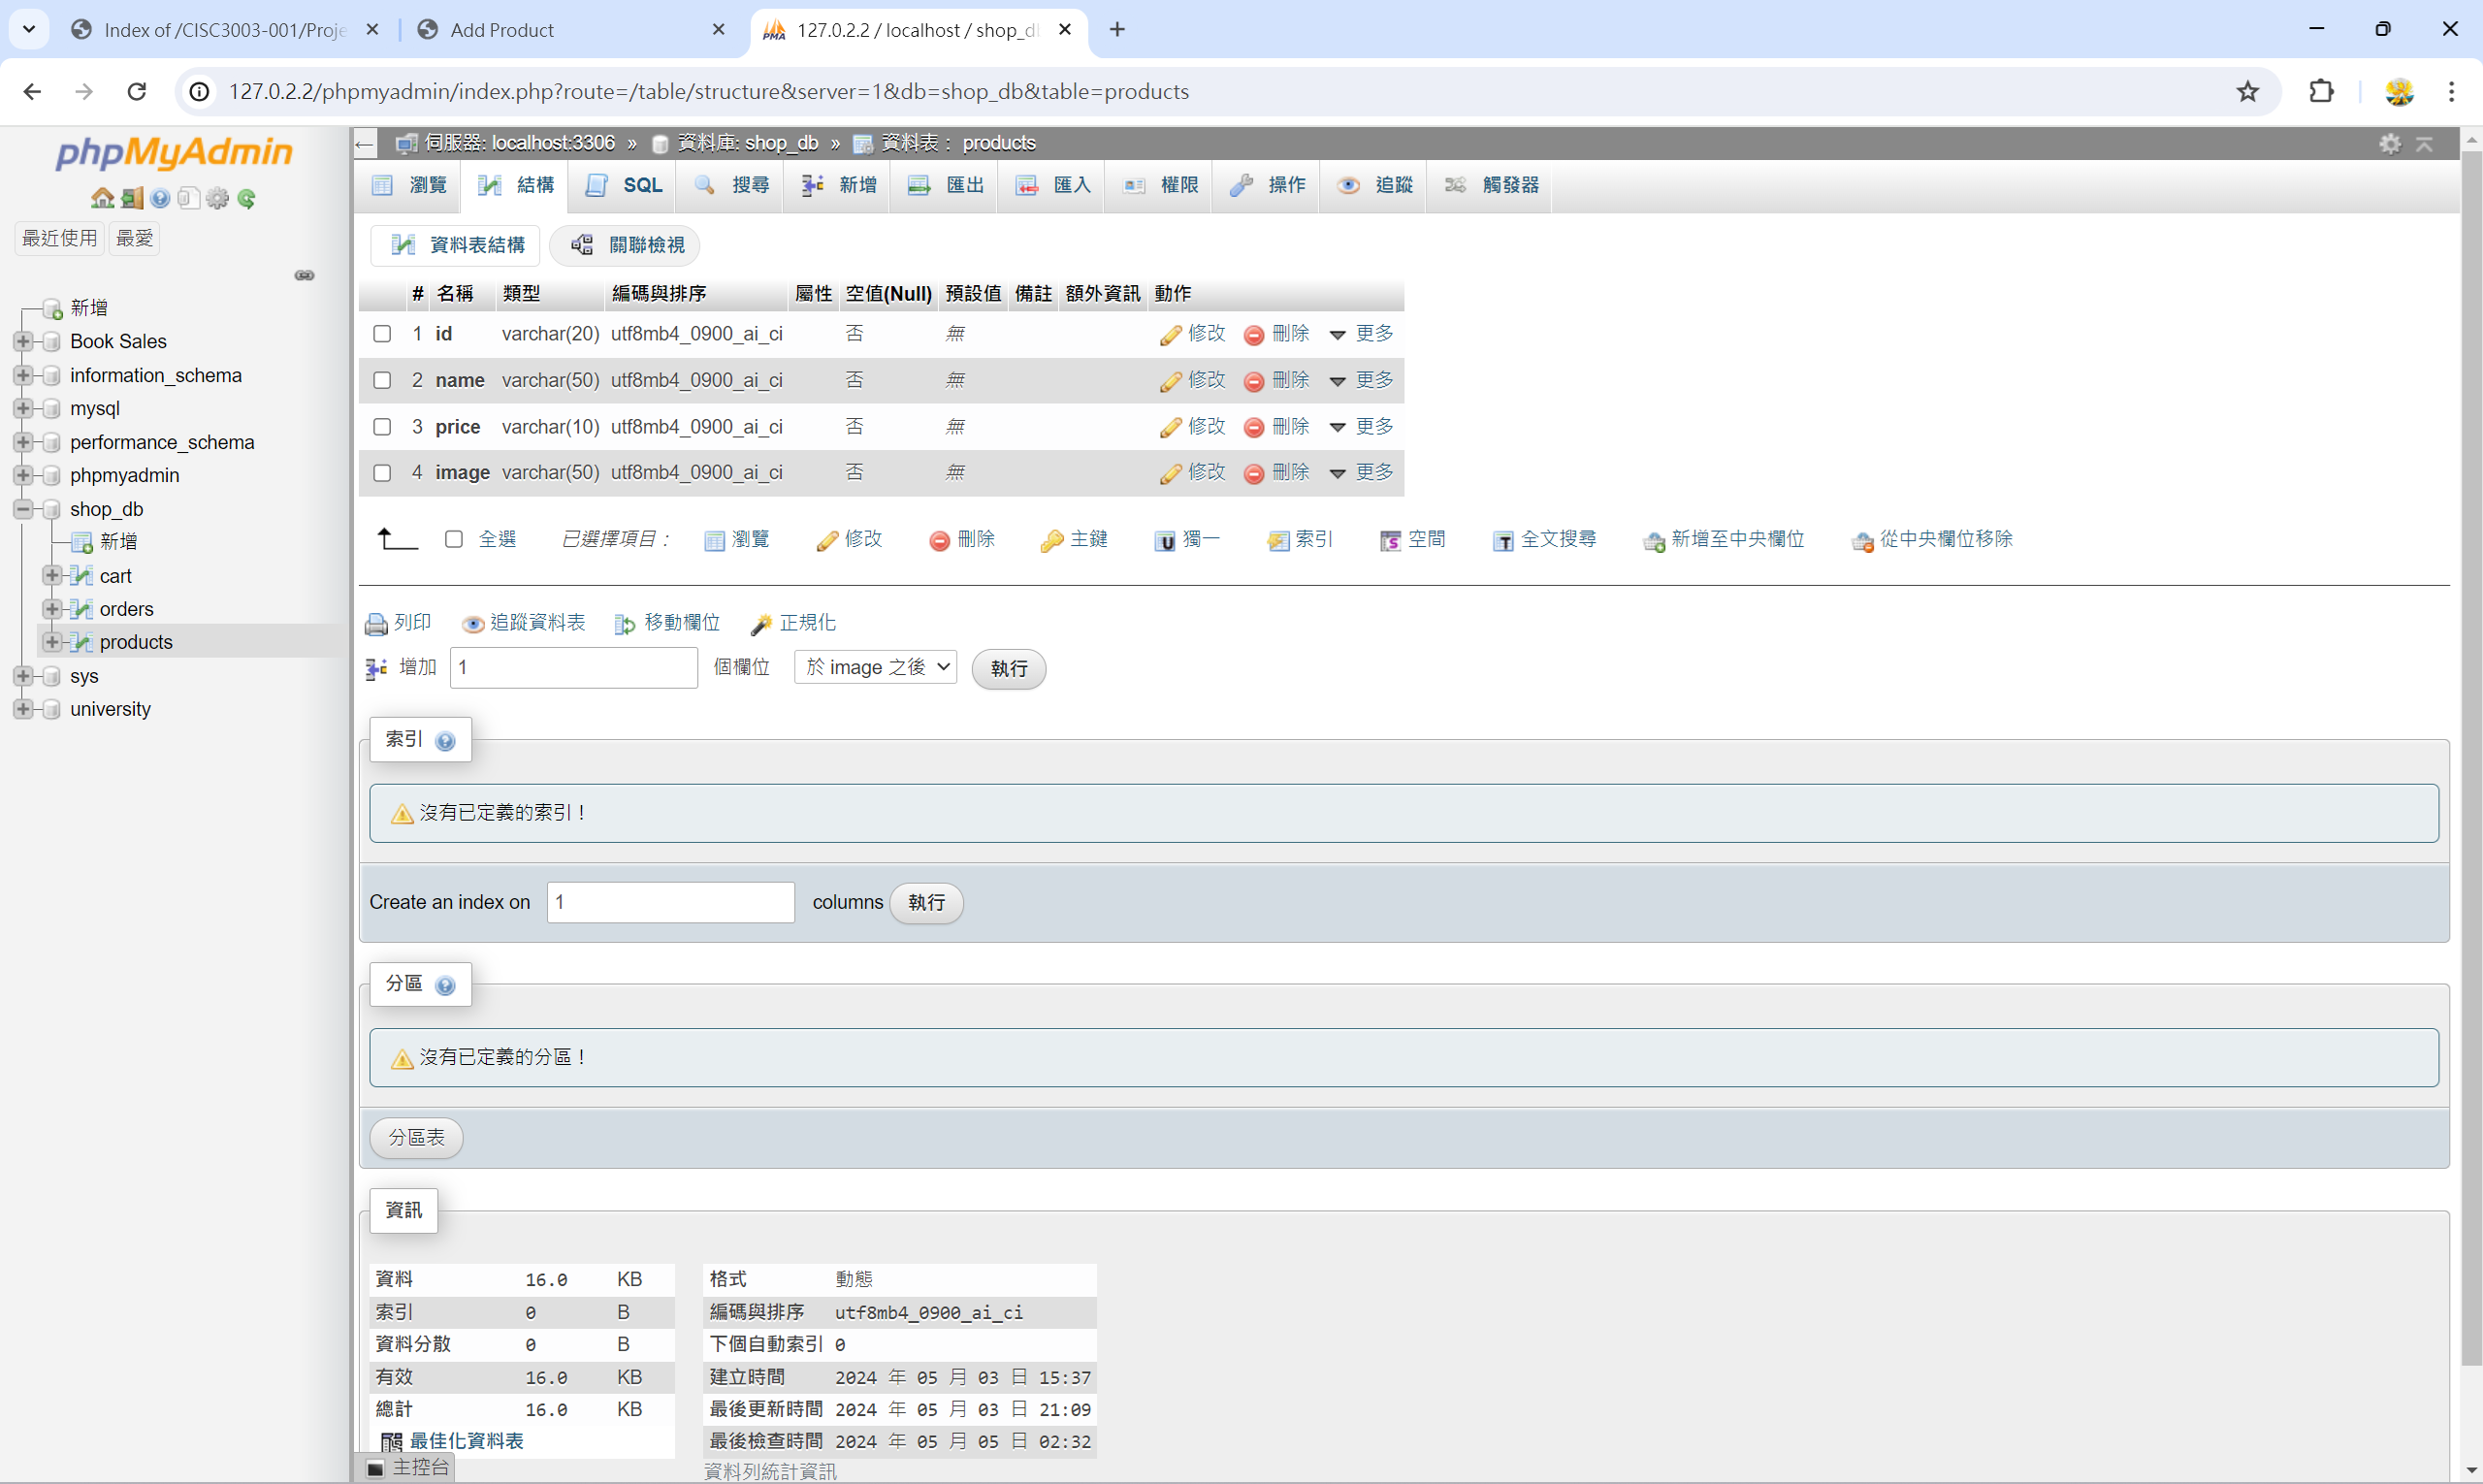 Index of /CISC3003-001/Proje
Add Product
127.0.2.2 / localhost / shop_d
127.0.2.2/phpmyadmin/index.php?route=/table/structure&server=1&db=shop_db&table=products
phpMyAdmin
最近使用 最愛
新增
Book Sales
information_schema
mysql
performance_schema
phpmyadmin
shop_db
新增
cart
orders
products
sys
university
伺服器: localhost:3306 » 資料庫: shop_db » 資料表： products
瀏覽 結構 SQL 搜尋 新增 匯出 匯入 權限 操作 追蹤 觸發器
資料表結構 關聯檢視
# 名稱 類型 編碼與排序 屬性 空值(Null) 預設值 備註 額外資訊 動作
1 id varchar(20) utf8mb4_0900_ai_ci 否 無 修改 刪除 更多
2 name varchar(50) utf8mb4_0900_ai_ci 否 無 修改 刪除 更多
3 price varchar(10) utf8mb4_0900_ai_ci 否 無 修改 刪除 更多
4 image varchar(50) utf8mb4_0900_ai_ci 否 無 修改 刪除 更多
全選 已選擇項目： 瀏覽 修改 刪除 主鍵 獨一 索引 空間 全文搜尋 新增至中央欄位 從中央欄位移除
列印 追蹤資料表 移動欄位 正規化
增加 1 個欄位 於 image 之後 執行
索引
沒有已定義的索引！
Create an index on 1 columns 執行
分區
沒有已定義的分區！
分區表
資訊
資料 16.0 KB
索引 0 B
資料分散 0 B
有效 16.0 KB
總計 16.0 KB
最佳化資料表
格式 動態
編碼與排序 utf8mb4_0900_ai_ci
下個自動索引 0
建立時間 2024 年 05 月 03 日 15:37
最後更新時間 2024 年 05 月 03 日 21:09
最後檢查時間 2024 年 05 月 05 日 02:32
資料列統計資訊
主控台